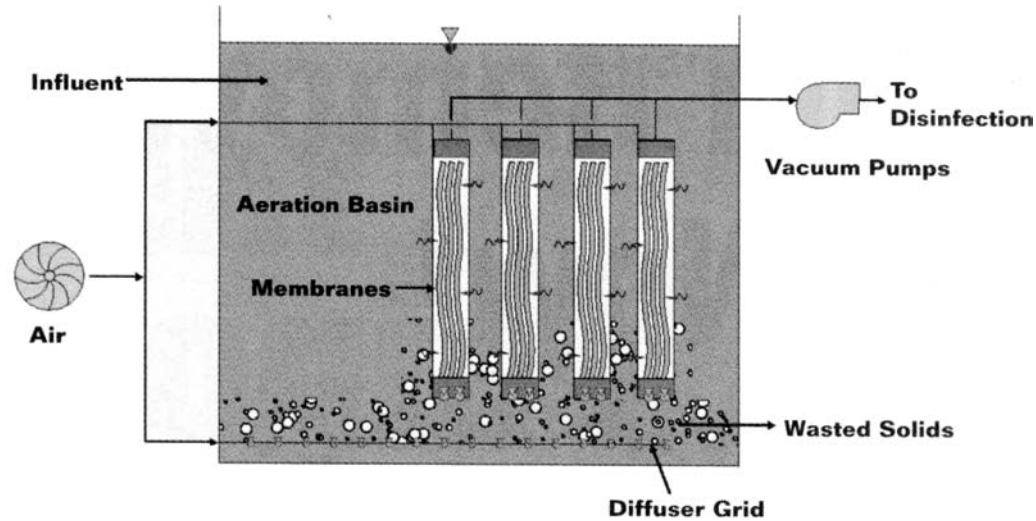 Influent
To
Disinfection
Vacuum Pumps
Aeration Basin
Membranes
Air
Wasted Solids
Diffuser Grid